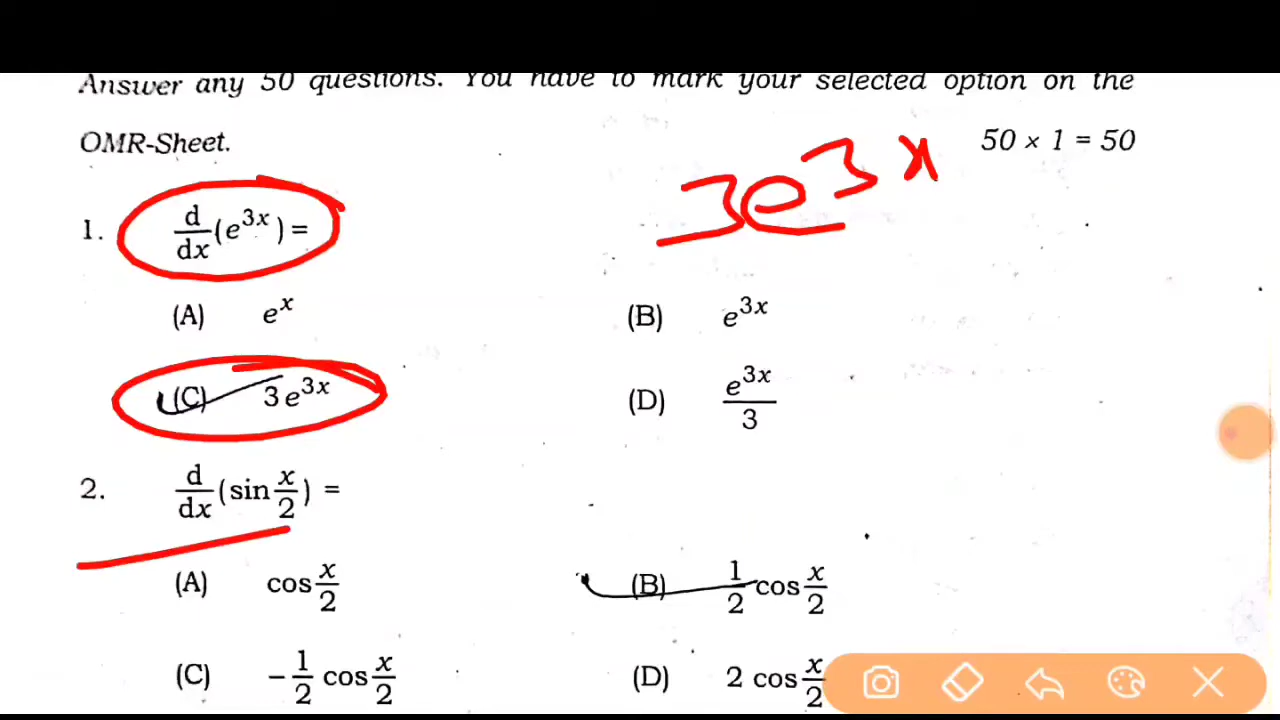 Answer any 50 questions. You have to mark your selected option on the
OMR-Sheet. 50 × 1 = 50
3e^3x
1. d/dx (e^3x) =
(A) e^x (B) e^3x
(C) 3 e^3x (D) e^3x/3
2. d/dx (sin x/2) =
(A) cos x/2 (B) 1/2 cos x/2
(C) – 1/2 cos x/2 (D) 2 cos x/2